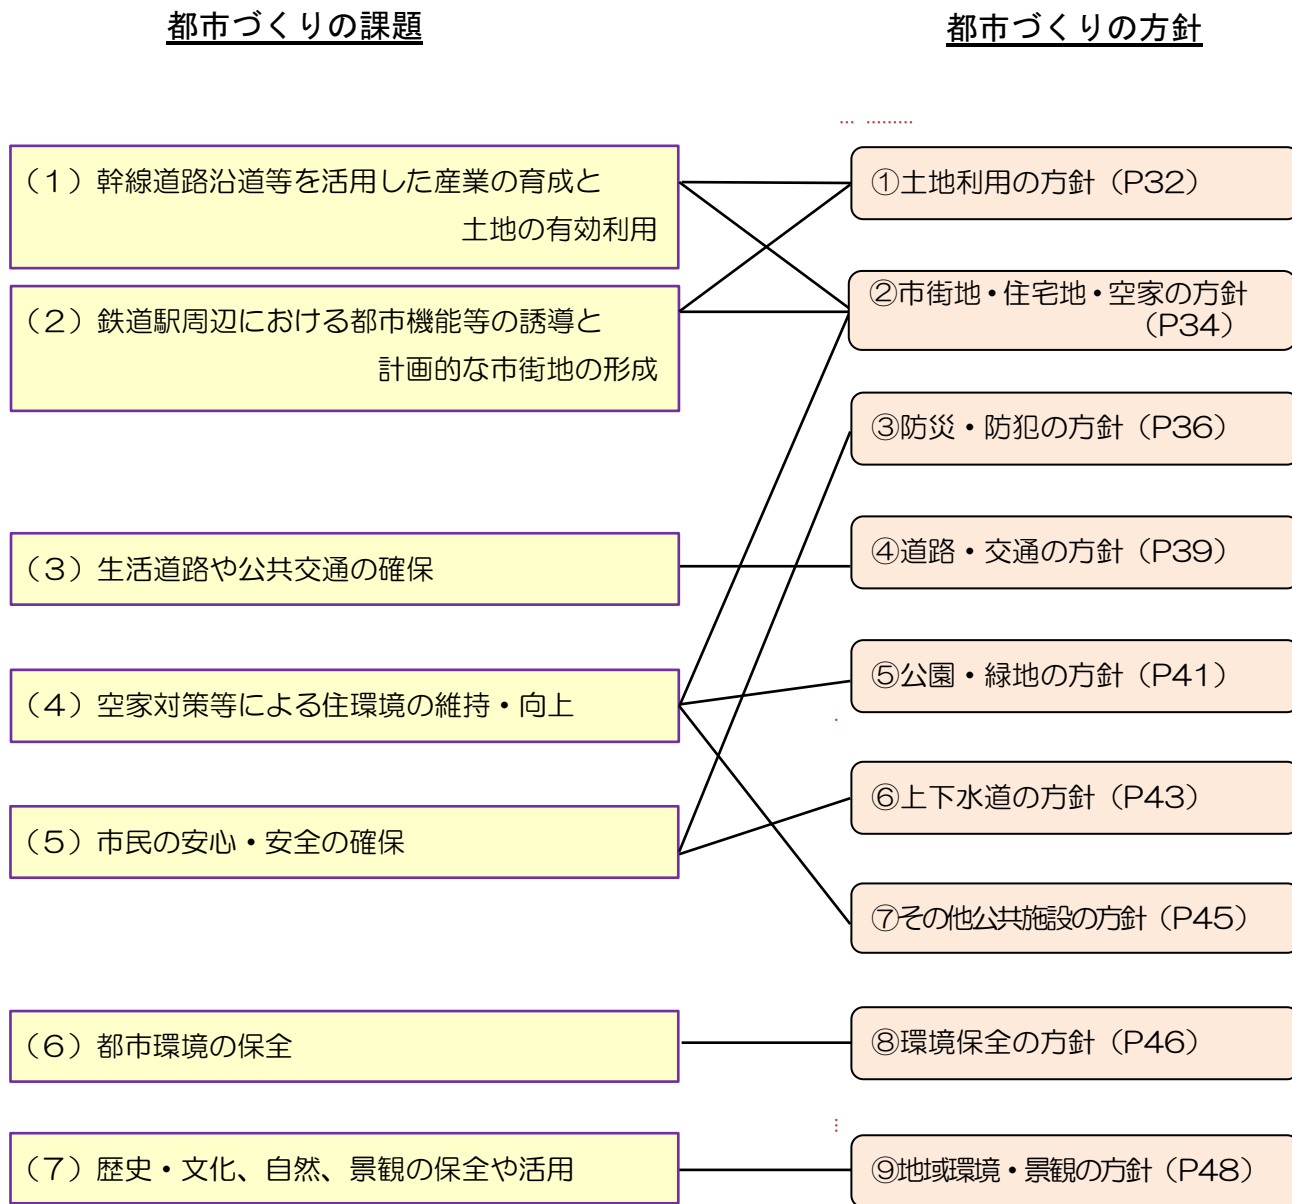 都市づくりの課題
都市づくりの方針
（1）幹線道路沿道等を活用した産業の育成と
土地の有効利用
（2）鉄道駅周辺における都市機能等の誘導と
計画的な市街地の形成
（3）生活道路や公共交通の確保
（4）空家対策等による住環境の維持・向上
（5）市民の安心・安全の確保
（6）都市環境の保全
（7）歴史・文化、自然、景観の保全や活用
①土地利用の方針（P32）
②市街地・住宅地・空家の方針
（P34）
③防災・防犯の方針（P36）
④道路・交通の方針（P39）
⑤公園・緑地の方針（P41）
⑥上下水道の方針（P43）
⑦その他公共施設の方針（P45）
⑧環境保全の方針（P46）
⑨地域環境・景観の方針（P48）